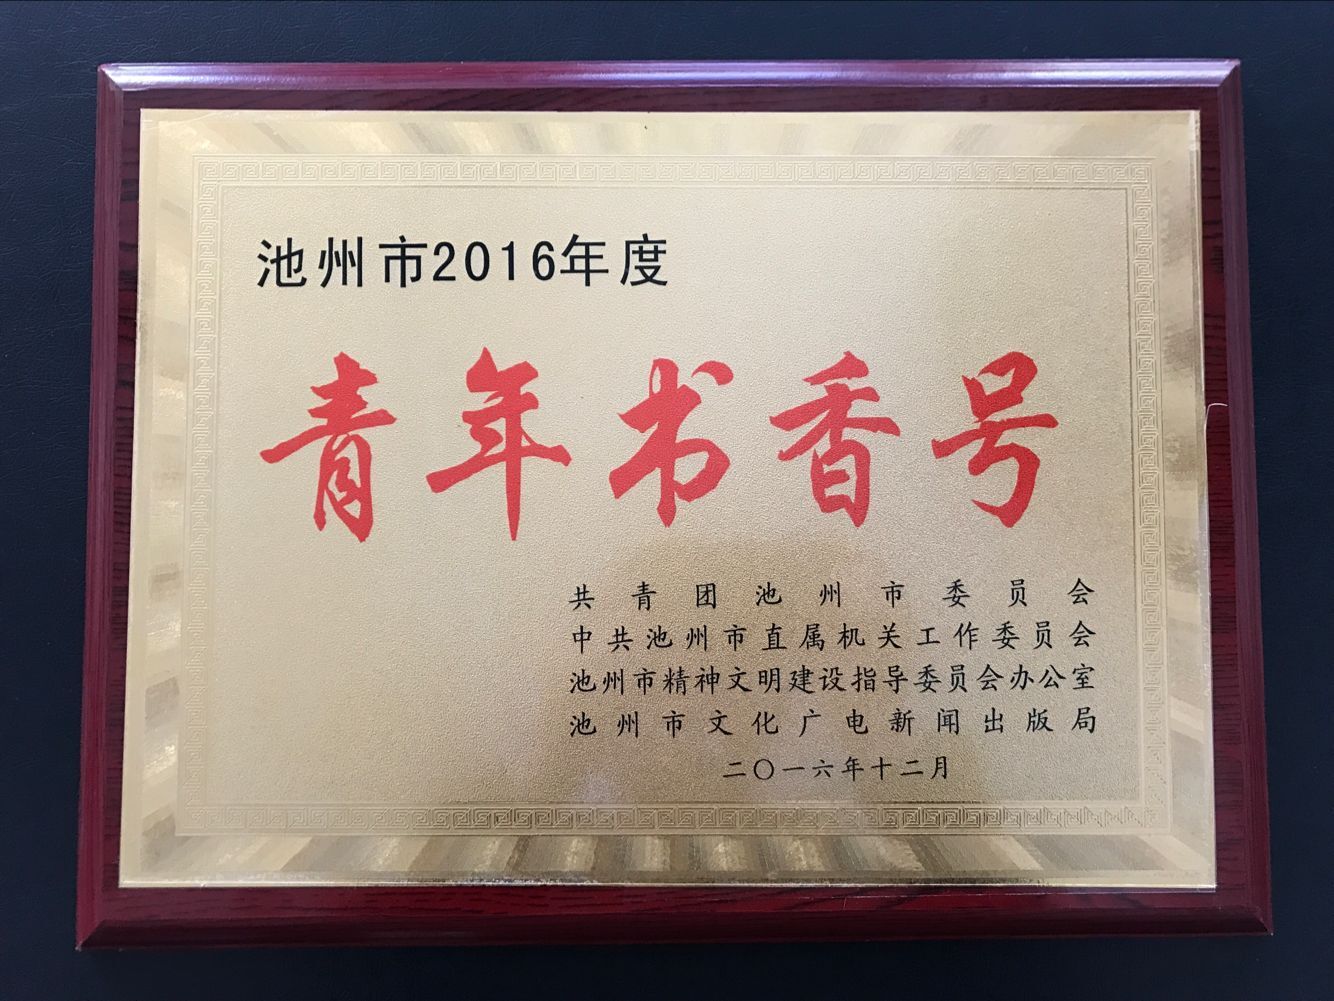 池州市2016年度
青年书香号
共青团池州市委员会
中共池州市直属机关工作委员会
池州市精神文明建设指导委员会办公室
池州市文化广电新闻出版局
二〇一六年十二月